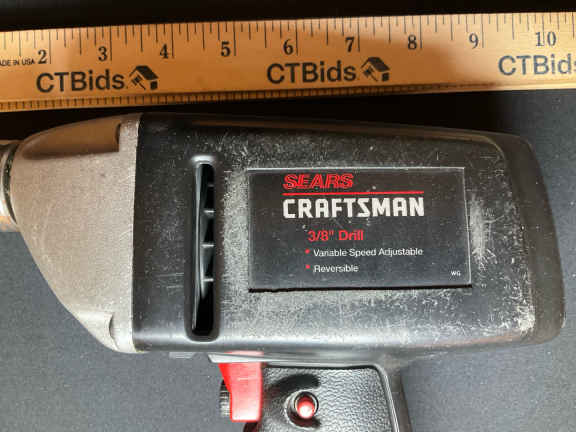 2 3 4 5 6 7 8 9 10
MADE IN USA CTBids CTBids CTBids
SEARS
CRAFTSMAN
3/8" Drill
• Variable Speed Adjustable
• Reversible
WG